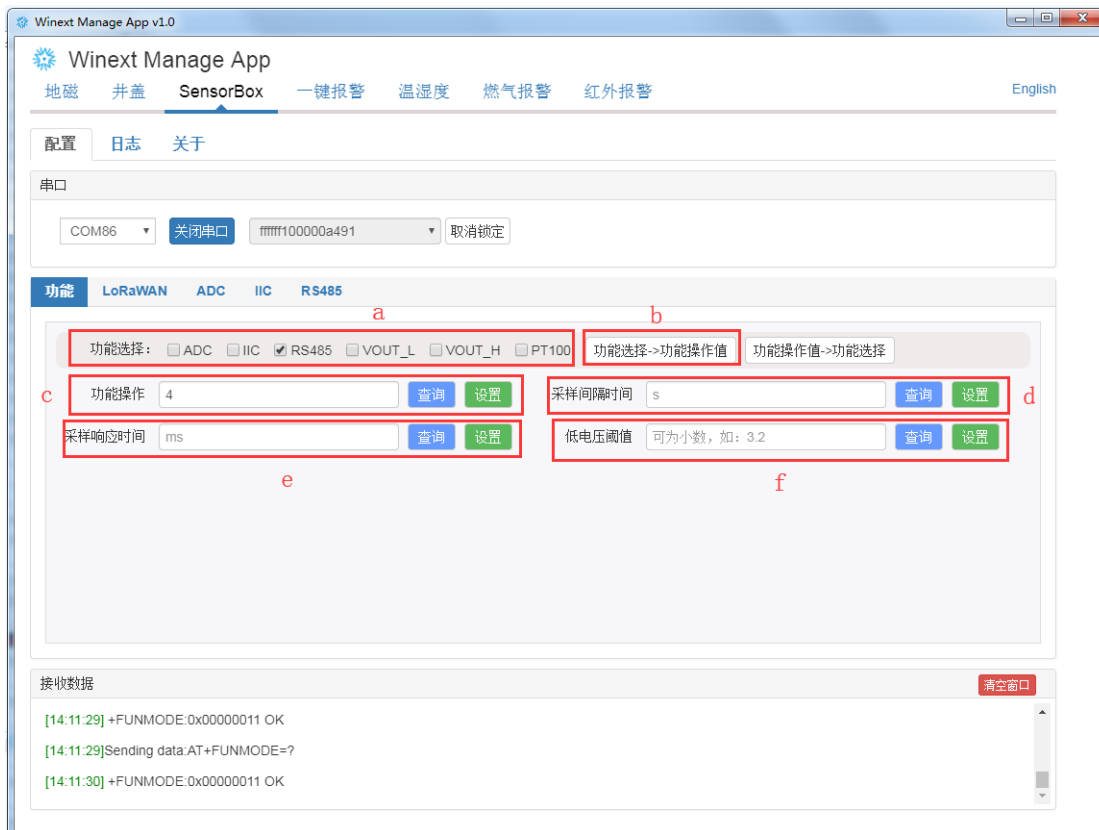 Winext Manage App v1.0
Winext Manage App
地磁 井盖 SensorBox 一键报警 温湿度 燃气报警 红外报警 English
配置 日志 关于
串口
COM86 关闭串口 ffffff100000a491 取消锁定
功能 LoRaWAN ADC IIC RS485
a
b
功能选择： ADC IIC RS485 VOUT_L VOUT_H PT100 功能选择->功能操作值 功能操作值->功能选择
c 功能操作 4 查询 设置 采样间隔时间 s 查询 设置 d
采样响应时间 ms 查询 设置 低电压阈值 可为小数，如：3.2 查询 设置
e
f
接收数据 清空窗口
[14:11:29] +FUNMODE:0x00000011 OK
[14:11:29]Sending data:AT+FUNMODE=?
[14:11:30] +FUNMODE:0x00000011 OK